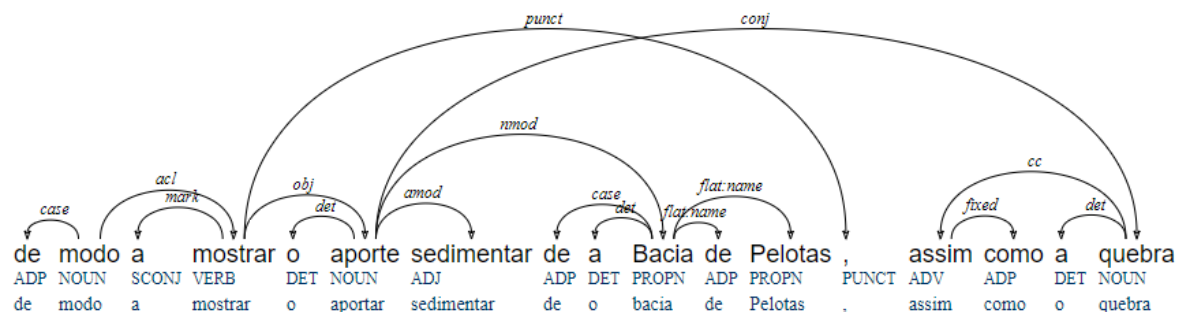 punct conj
nmod
acl mark obj amod case flat:name cc
case det det flat:name fixed det
de modo a mostrar o aporte sedimentar de a Bacia de Pelotas , assim como a quebra
ADP NOUN SCONJ VERB DET NOUN ADJ ADP DET PROPN ADP PROPN PUNCT ADV ADP DET NOUN
de modo a mostrar o aportar sedimentar de o bacia de Pelotas , assim como o quebra